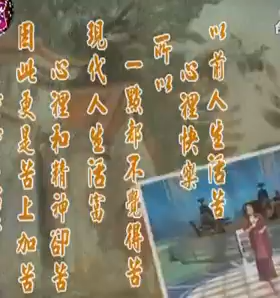 以前人生活苦
心裡快樂
所以
一點都不覺得苦
現代人生活富
心裡和精神卻苦
因此更是苦上加苦